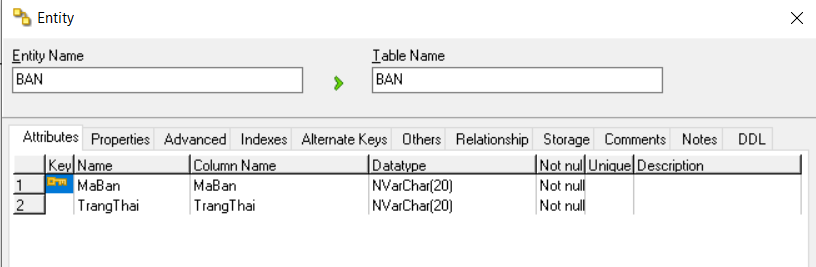 Entity
Entity Name Table Name
BAN BAN
Attributes Properties Advanced Indexes Alternate Keys Others Relationship Storage Comments Notes DDL
Key Name Column Name Datatype Not nul Unique Description
1 MaBan MaBan NVarChar(20) Not null
2 TrangThai TrangThai NVarChar(20) Not null